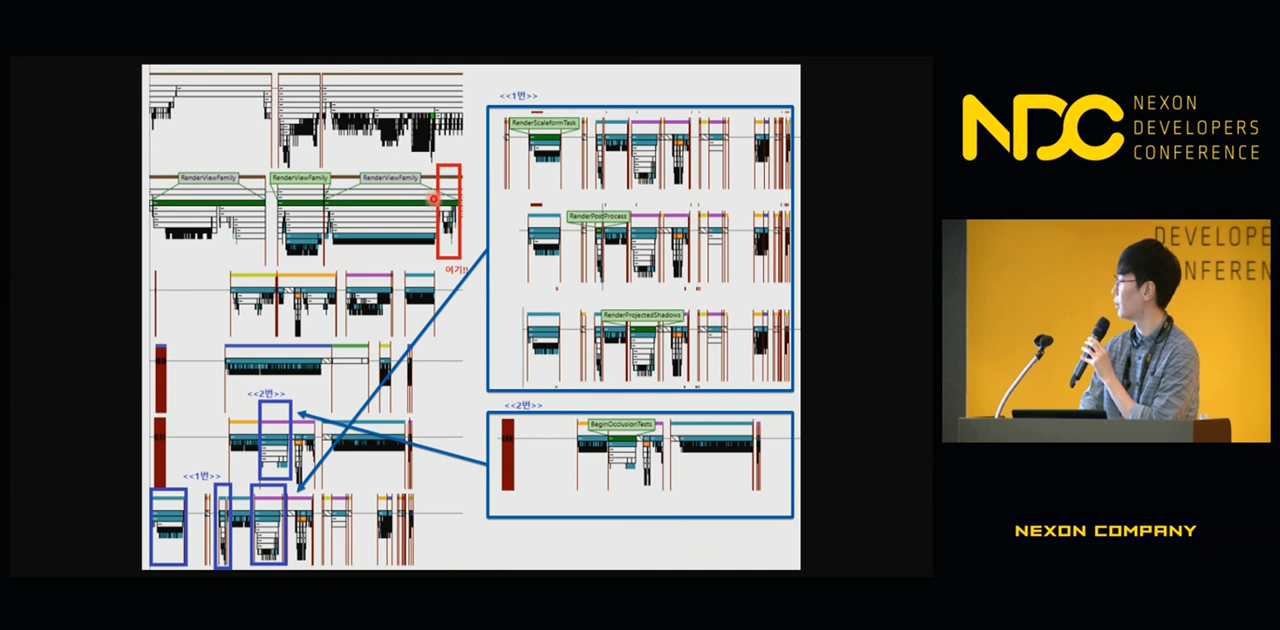 <<1번>>
RenderScaleformTask
RenderViewFamily
RenderViewFamily
RenderViewFamily
RenderPostProcess
여기!!
RenderProjectedShadows
<<2번>>
<<2번>>
BeginOcclusionTests
<<1번>>
NDC
NEXON
DEVELOPERS
CONFERENCE
DEVELOPE
NFEREN
NEXON COMPANY